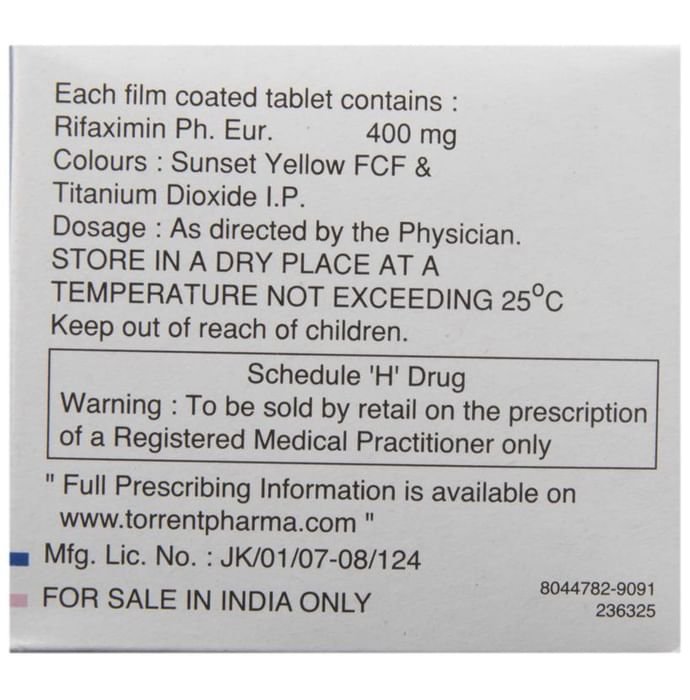 Each film coated tablet contains :
Rifaximin Ph. Eur. 400 mg
Colours : Sunset Yellow FCF &
Titanium Dioxide I.P.
Dosage : As directed by the Physician.
STORE IN A DRY PLACE AT A
TEMPERATURE NOT EXCEEDING 25°C
Keep out of reach of children.
Schedule 'H' Drug
Warning : To be sold by retail on the prescription
of a Registered Medical Practitioner only
" Full Prescribing Information is available on
www.torrentpharma.com "
Mfg. Lic. No. : JK/01/07-08/124
FOR SALE IN INDIA ONLY
8044782-9091
236325